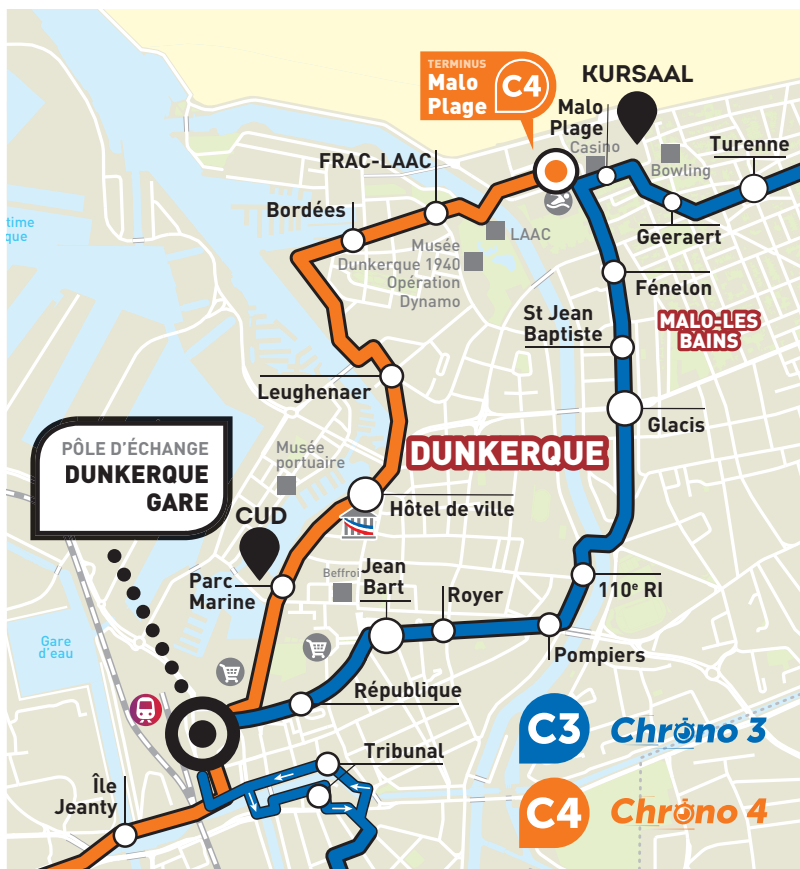 TERMINUS
Malo
Plage
C4
KURSAAL
Malo
Plage
Casino
Turenne
Bowling
FRAC-LAAC
Bordées
Geeraert
LAAC
Musée
Dunkerque 1940
Opération
Dynamo
time
que
Fénelon
St Jean
Baptiste
MALO-LES
BAINS
Leughenaer
Glacis
DUNKERQUE
PÔLE D'ÉCHANGE
DUNKERQUE
GARE
Musée
portuaire
Hôtel de ville
CUD
Beffroi
Jean
Bart
Parc
Marine
Royer
110e RI
Gare
d'eau
Pompiers
République
C3
Chrono 3
Tribunal
Île
Jeanty
C4
Chrono 4